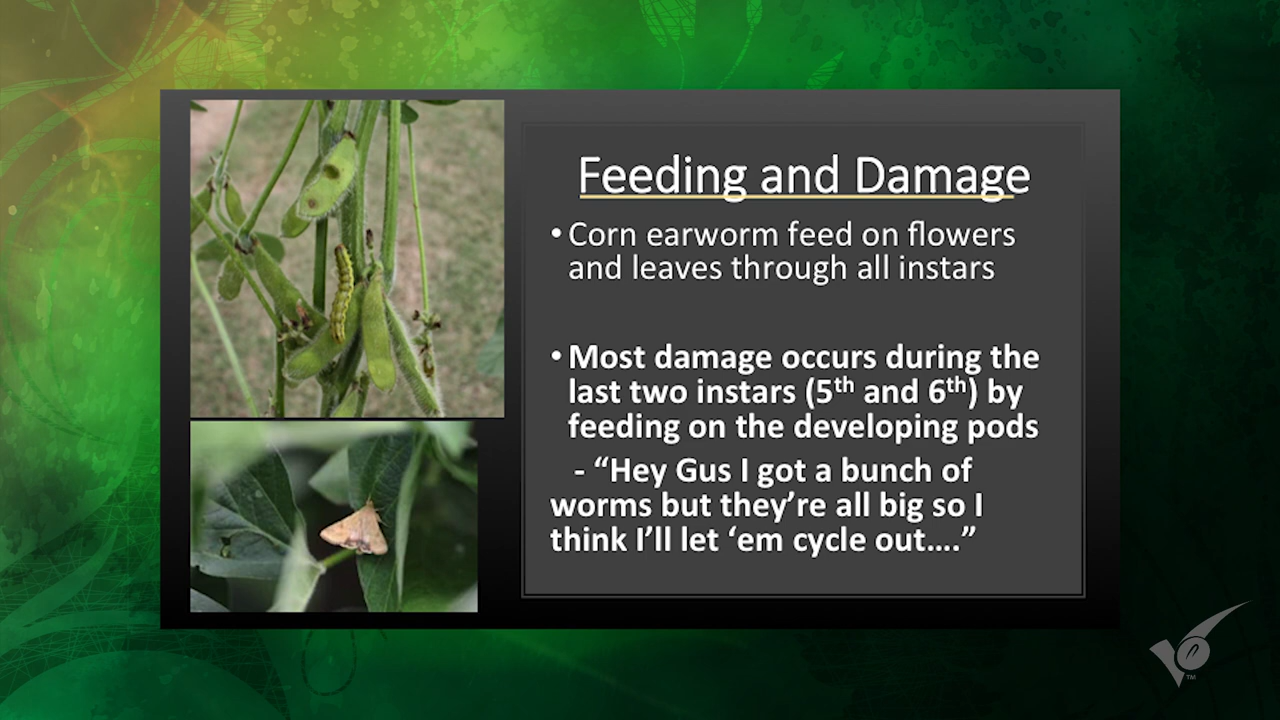 Feeding and Damage
• Corn earworm feed on flowers
and leaves through all instars
• Most damage occurs during the
last two instars (5th and 6th) by
feeding on the developing pods
- “Hey Gus I got a bunch of
worms but they’re all big so I
think I’ll let ‘em cycle out….”
TM